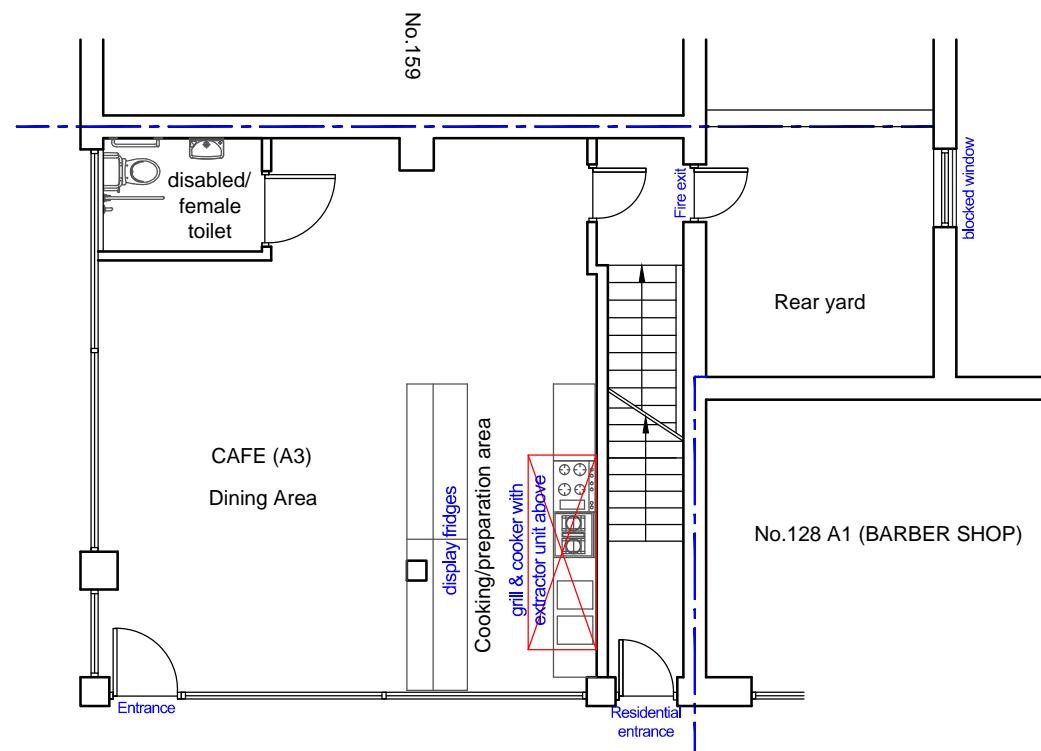 No.159
disabled/
female
toilet
Fire exit
blocked window
Rear yard
CAFE (A3)
Dining Area
display fridges
Cooking/preparation area
grill & cooker with
extractor unit above
No.128 A1 (BARBER SHOP)
Entrance
Residential
entrance